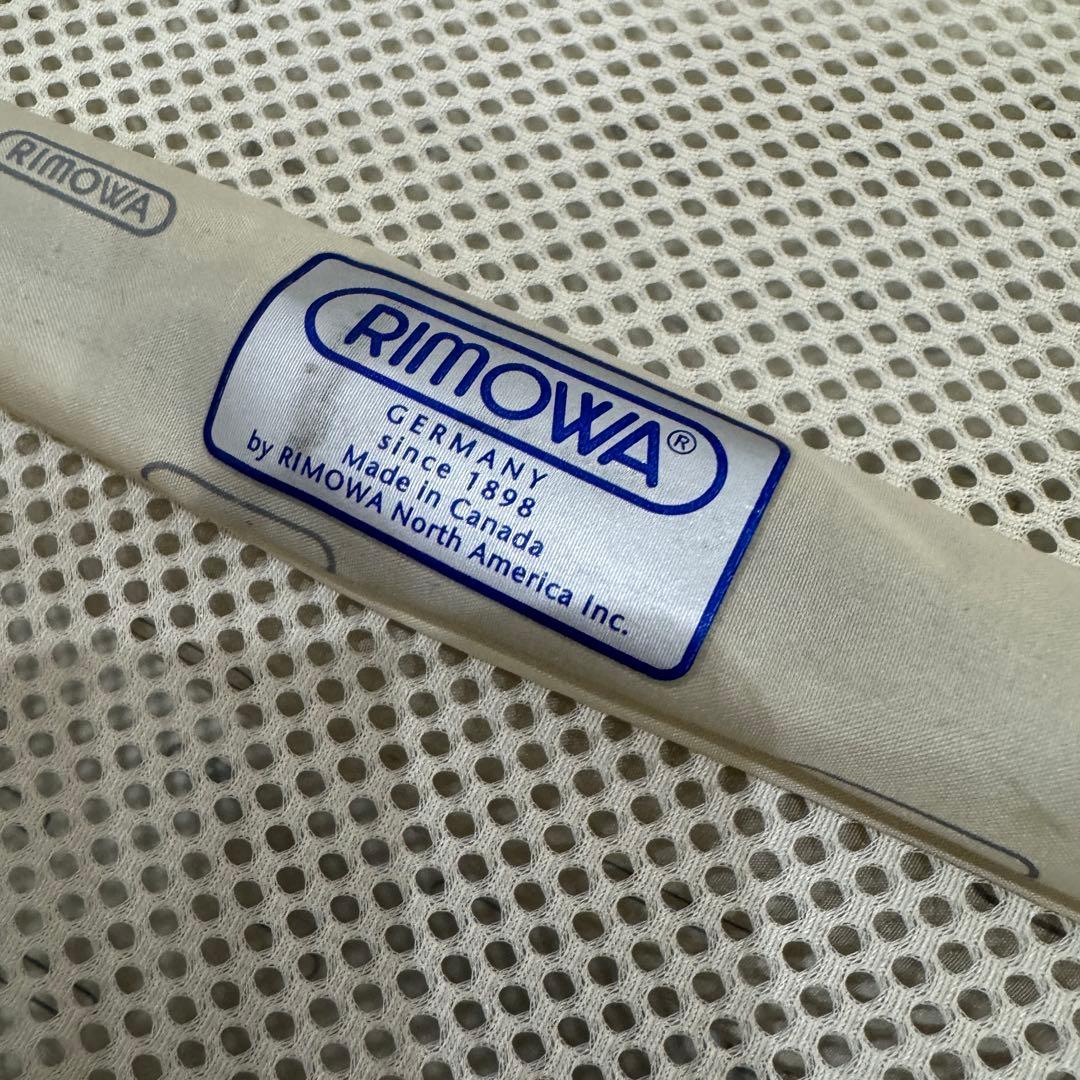 RIMOWA
RIMOWA®
GERMANY
since 1898
Made in Canada
by RIMOWA North America Inc.